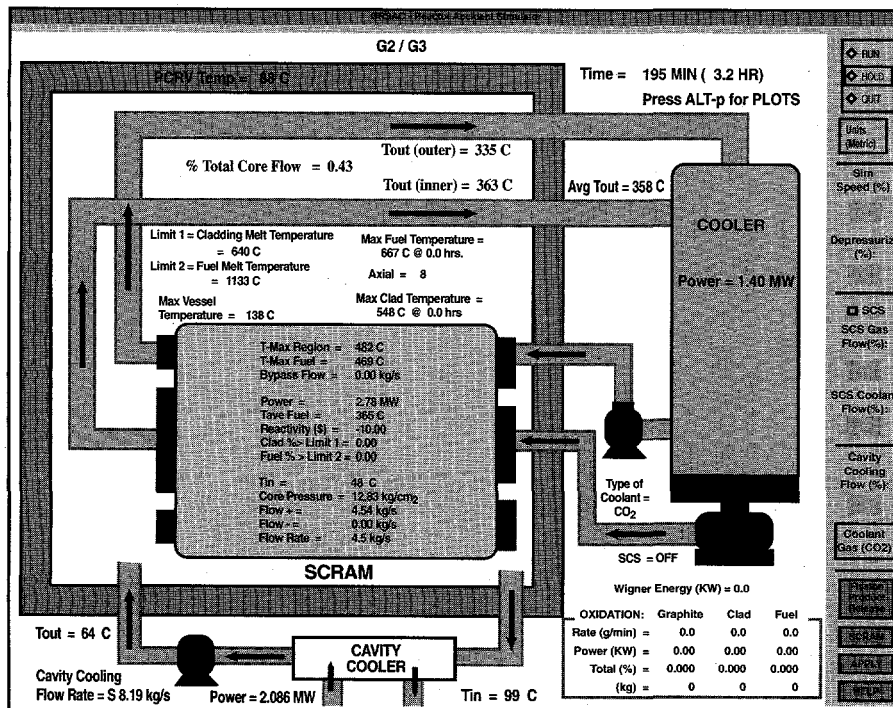 GRSAC - Reactor Accident Simulator
G2 / G3
PCRV Temp = 68 C
Time = 195 MIN ( 3.2 HR)
Press ALT-p for PLOTS
% Total Core Flow = 0.43
Tout (outer) = 335 C
Tout (inner) = 363 C
Avg Tout = 358 C
Limit 1 = Cladding Melt Temperature
= 640 C
Limit 2 = Fuel Melt Temperature
= 1133 C
Max Vessel
Temperature = 138 C
Max Fuel Temperature =
667 C @ 0.0 hrs.
Axial = 8
Max Clad Temperature =
548 C @ 0.0 hrs
COOLER
Power = 1.40 MW
T-Max Region = 482 C
T-Max Fuel = 469 C
Bypass Flow = 0.00 kg/s
Power = 2.78 MW
Tave Fuel = 365 C
Reactivity ($) = -10.00
Clad %> Limit 1 = 0.00
Fuel % > Limit 2 = 0.00
Tin = 48 C
Core Pressure = 12.83 kg/cm2
Flow + = 4.54 kg/s
Flow - = 0.00 kg/s
Flow Rate = 4.5 kg/s
SCRAM
Type of
Coolant =
CO2
SCS = OFF
Wigner Energy (KW) = 0.0
OXIDATION: Graphite Clad Fuel
Rate (g/min) = 0.0 0.0 0.0
Power (KW) = 0.00 0.00 0.00
Total (%) = 0.000 0.000 0.000
(kg) = 0 0 0
Tout = 64 C
CAVITY
COOLER
Cavity Cooling
Flow Rate = S 8.19 kg/s
Power = 2.086 MW
Tin = 99 C
RUN
HOLD
QUIT
Units
(Metric)
Sim
Speed (%)
Depressuriz
(%):
SCS
SCS Gas
Flow(%):
SCS Coolan
Flow(%):
Cavity
Cooling
Flow (%):
Coolant
Gas (CO2)
Fission
Product
Release
SCRAM